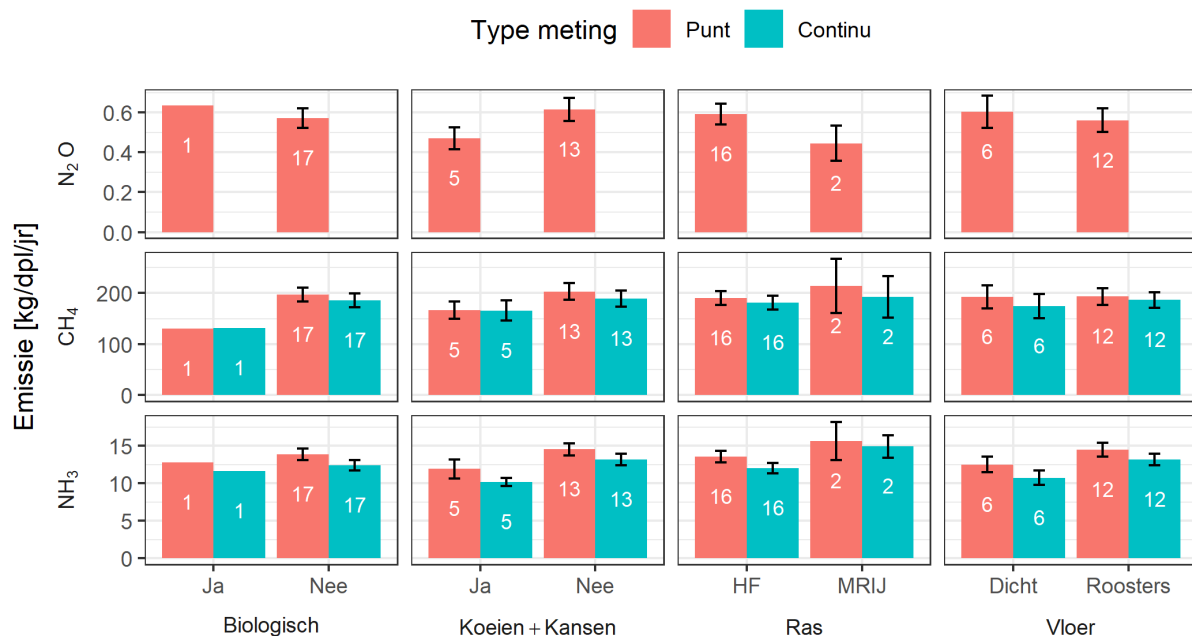 Type meting Punt Continu
Emissie [kg/dpl/jr]
N₂O
0.6
0.4
0.2
0.0
1 17
5 13
16 2
6 12
CH₄
200
100
0
1 1 17 17
5 5 13 13
16 16 2 2
6 6 12 12
NH₃
15
10
5
0
1 1 17 17
5 5 13 13
16 16 2 2
6 6 12 12
Ja Nee Ja Nee HF MRIJ Dicht Roosters
Biologisch Koeien + Kansen Ras Vloer